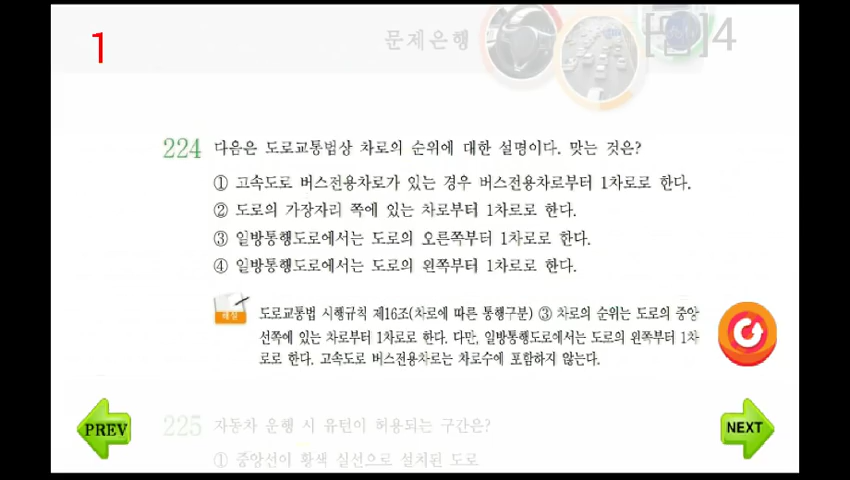 1
문제은행
4
224 다음은 도로교통법상 차로의 순위에 대한 설명이다. 맞는 것은?
① 고속도로 버스전용차로가 있는 경우 버스전용차로부터 1차로로 한다.
② 도로의 가장자리 쪽에 있는 차로부터 1차로로 한다.
③ 일방통행도로에서는 도로의 오른쪽부터 1차로로 한다.
④ 일방통행도로에서는 도로의 왼쪽부터 1차로로 한다.
해설
도로교통법 시행규칙 제16조(차로에 따른 통행구분) ③ 차로의 순위는 도로의 중앙
선쪽에 있는 차로부터 1차로로 한다. 다만, 일방통행도로에서는 도로의 왼쪽부터 1차
로로 한다. 고속도로 버스전용차로는 차로수에 포함하지 않는다.
PREV
NEXT
225 자동차 운행 시 유턴이 허용되는 구간은?
① 중앙선이 황색 실선으로 설치된 도로